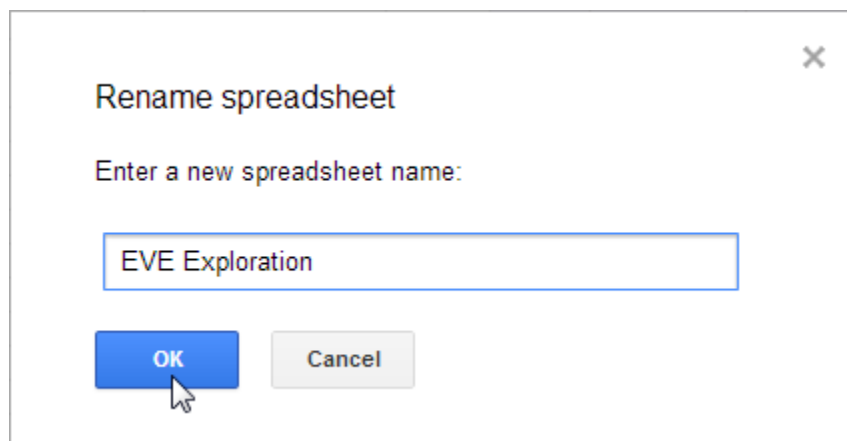 Rename spreadsheet
Enter a new spreadsheet name:
EVE Exploration
OK Cancel